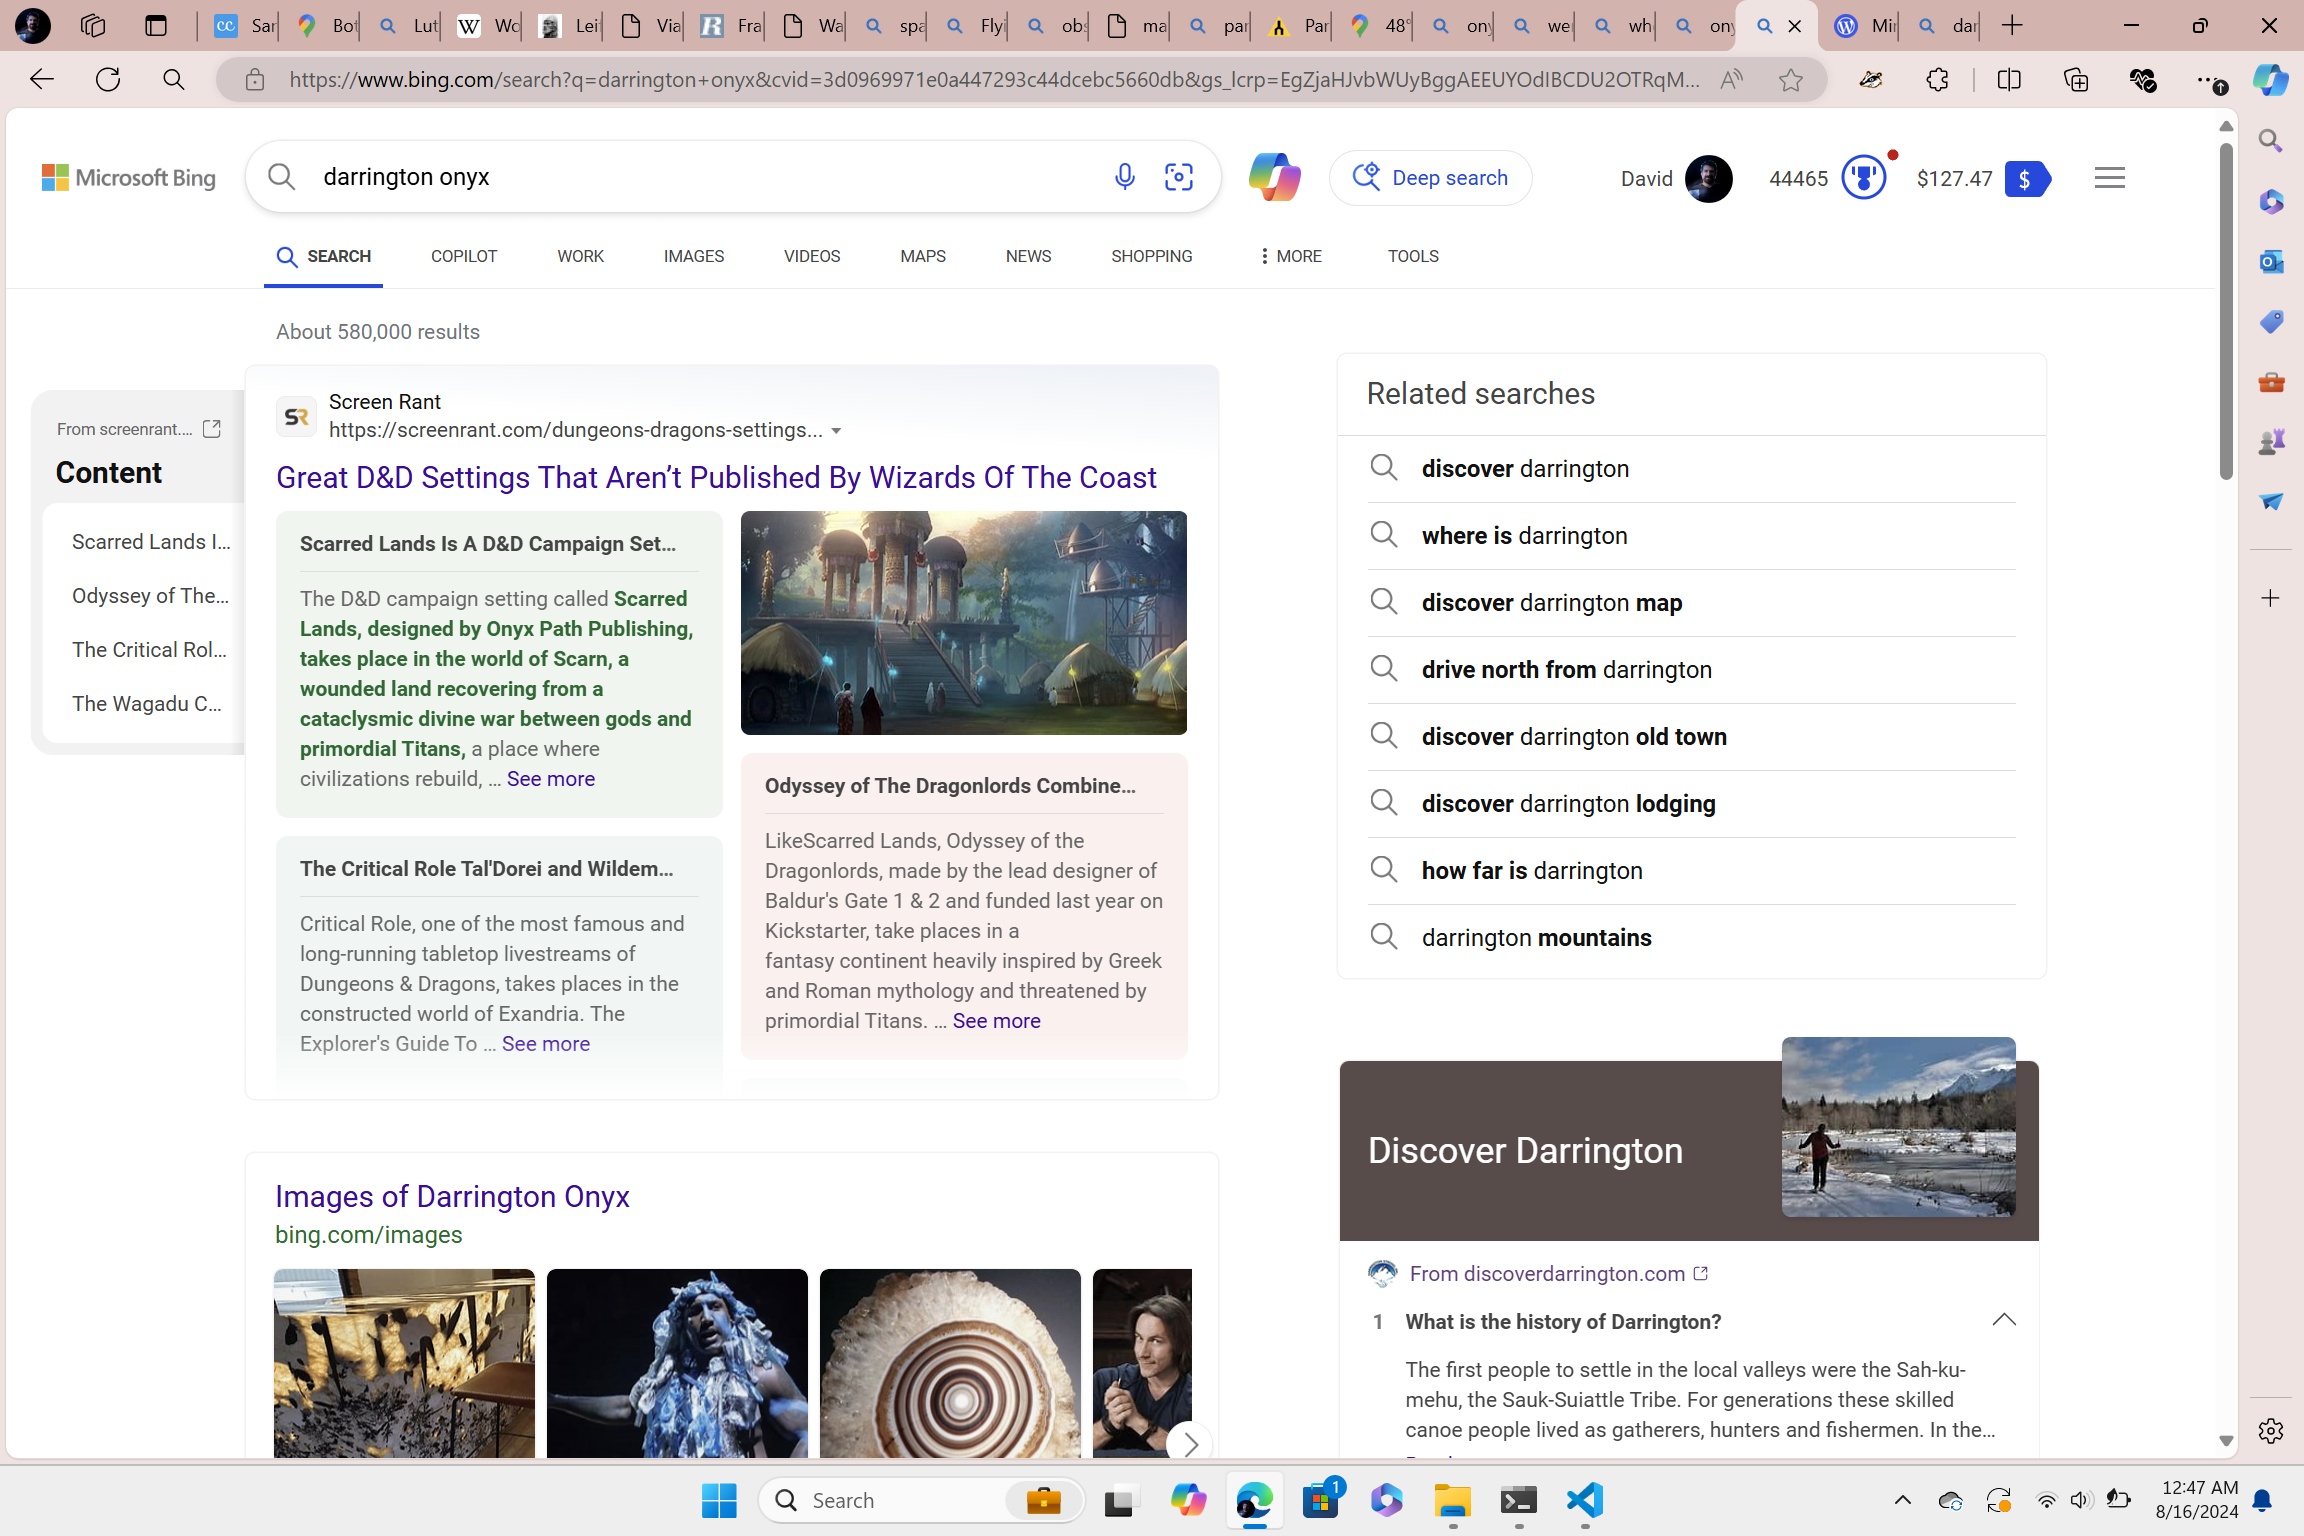 Sar
Bot
Lut
W Wo
Lei
Via
Fra
Wa
spa
Flyi
obs
ma
par
Par
48°
ony
we
wh
ony
Mi
dar
https://www.bing.com/search?q=darrington+onyx&cvid=3d0969971e0a447293c44dcebc5660db&gs_lcrp=EgZjaHJvbWUyBggAEEUYOdIBCDU2OTRqM...
Microsoft Bing
darrington onyx
Deep search
David
44465
$127.47
$
SEARCH
COPILOT
WORK
IMAGES
VIDEOS
MAPS
NEWS
SHOPPING
MORE
TOOLS
About 580,000 results
From screenrant....
Content
Scarred Lands I...
Odyssey of The...
The Critical Rol...
The Wagadu C...
SR
Screen Rant
https://screenrant.com/dungeons-dragons-settings...
Great D&D Settings That Aren’t Published By Wizards Of The Coast
Scarred Lands Is A D&D Campaign Set...
The D&D campaign setting called Scarred
Lands, designed by Onyx Path Publishing,
takes place in the world of Scarn, a
wounded land recovering from a
cataclysmic divine war between gods and
primordial Titans, a place where
civilizations rebuild, ... See more
The Critical Role Tal'Dorei and Wildem...
Critical Role, one of the most famous and
long-running tabletop livestreams of
Dungeons & Dragons, takes places in the
constructed world of Exandria. The
Explorer's Guide To ... See more
Odyssey of The Dragonlords Combine...
LikeScarred Lands, Odyssey of the
Dragonlords, made by the lead designer of
Baldur's Gate 1 & 2 and funded last year on
Kickstarter, take places in a
fantasy continent heavily inspired by Greek
and Roman mythology and threatened by
primordial Titans. ... See more
Images of Darrington Onyx
bing.com/images
Related searches
discover darrington
where is darrington
discover darrington map
drive north from darrington
discover darrington old town
discover darrington lodging
how far is darrington
darrington mountains
Discover Darrington
From discoverdarrington.com
1 What is the history of Darrington?
The first people to settle in the local valleys were the Sah-ku-
mehu, the Sauk-Suiattle Tribe. For generations these skilled
canoe people lived as gatherers, hunters and fishermen. In the...
Search
1
12:47 AM
8/16/2024